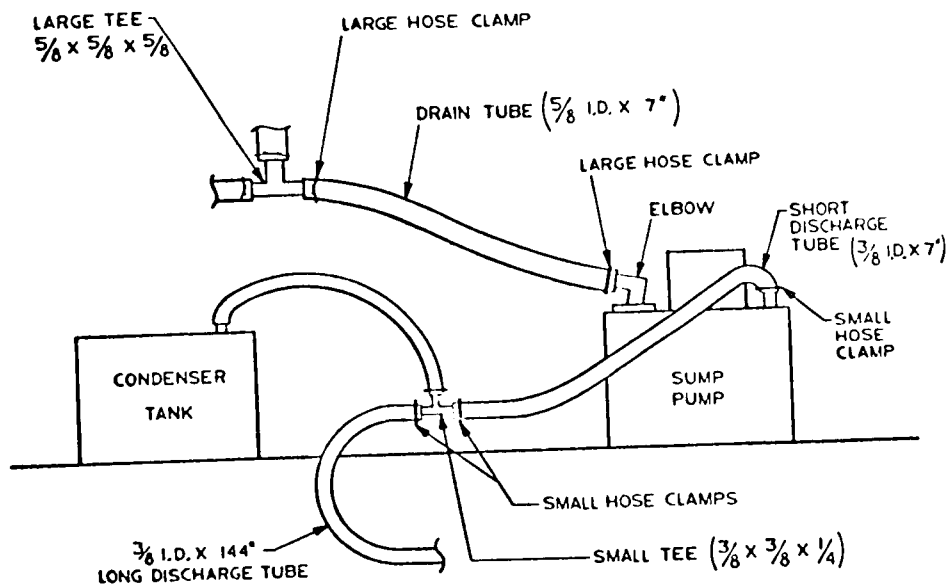 LARGE TEE
5/8 X 5/8 X 5/8
LARGE HOSE CLAMP
DRAIN TUBE (5/8 I.D. X 7")
LARGE HOSE CLAMP
ELBOW
SHORT
DISCHARGE
TUBE
(3/8 I.D. X 7")
SMALL
HOSE
CLAMP
CONDENSER
TANK
SUMP
PUMP
SMALL HOSE CLAMPS
3/8 I.D. X 144"
LONG DISCHARGE TUBE
SMALL TEE (3/8 X 3/8 X 1/4)